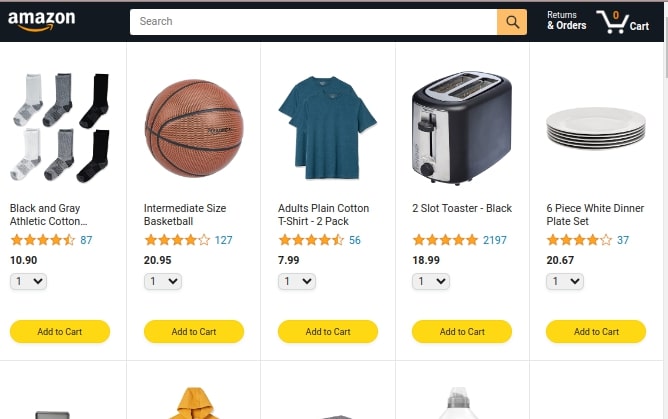 amazon
Search
Returns
& Orders
0
Cart
Black and Gray
Athletic Cotton...
87
10.90
1
Add to Cart
Intermediate Size
Basketball
127
20.95
1
Add to Cart
Adults Plain Cotton
T-Shirt - 2 Pack
56
7.99
1
Add to Cart
2 Slot Toaster - Black
2197
18.99
1
Add to Cart
6 Piece White Dinner
Plate Set
37
20.67
1
Add to Cart